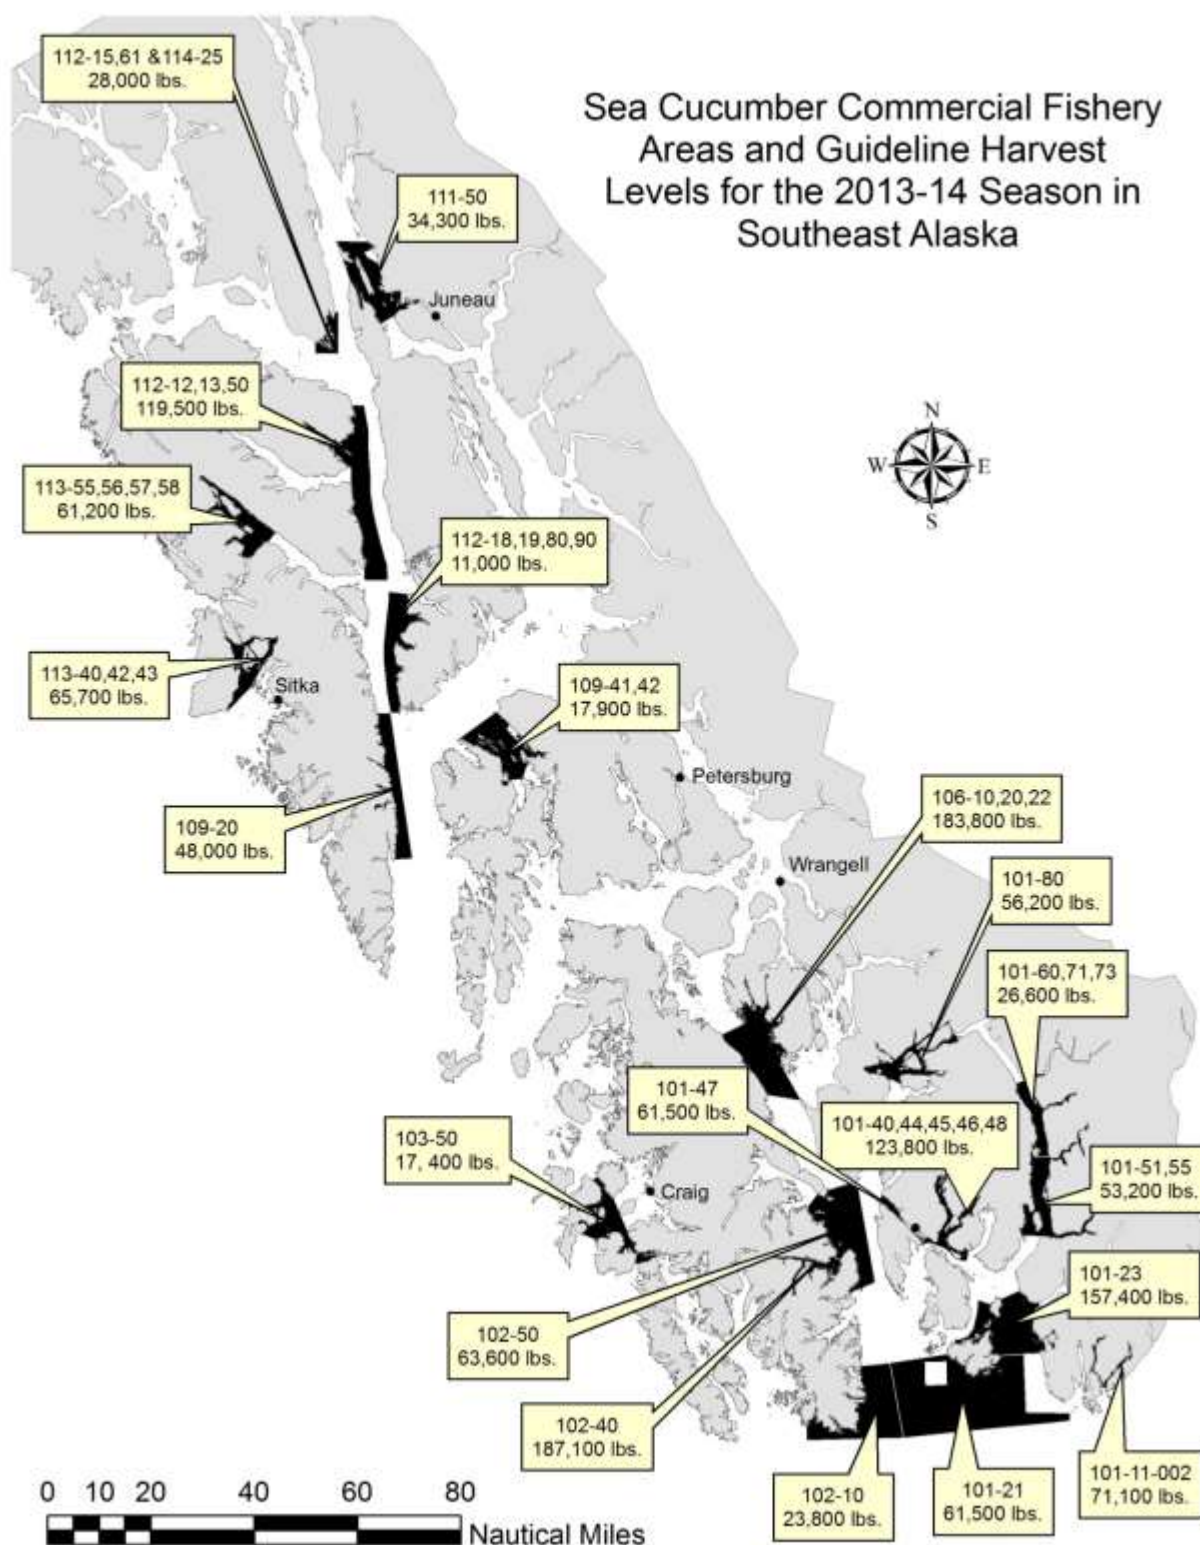 Sea Cucumber Commercial Fishery
Areas and Guideline Harvest
Levels for the 2013-14 Season in
Southeast Alaska
112-15,61 &114-25
28,000 lbs.
111-50
34,300 lbs.
Juneau
112-12,13,50
119,500 lbs.
N
W
E
S
113-55,56,57,58
61,200 lbs.
112-18,19,80,90
11,000 lbs.
113-40,42,43
65,700 lbs.
Sitka
109-41,42
17,900 lbs.
Petersburg
109-20
48,000 lbs.
106-10,20,22
183,800 lbs.
Wrangell
101-80
56,200 lbs.
101-60,71,73
26,600 lbs.
101-47
61,500 lbs.
101-40,44,45,46,48
123,800 lbs.
103-50
17, 400 lbs.
Craig
101-51,55
53,200 lbs.
101-23
157,400 lbs.
102-50
63,600 lbs.
102-40
187,100 lbs.
102-10
23,800 lbs.
101-21
61,500 lbs.
101-11-002
71,100 lbs.
0 10 20 40 60 80
Nautical Miles